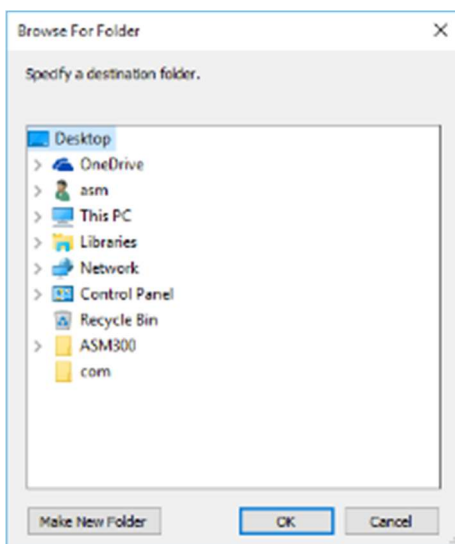 Browse For Folder
Specify a destination folder.
Desktop
OneDrive
asm
This PC
Libraries
Network
Control Panel
Recycle Bin
ASM300
com
Make New Folder OK Cancel